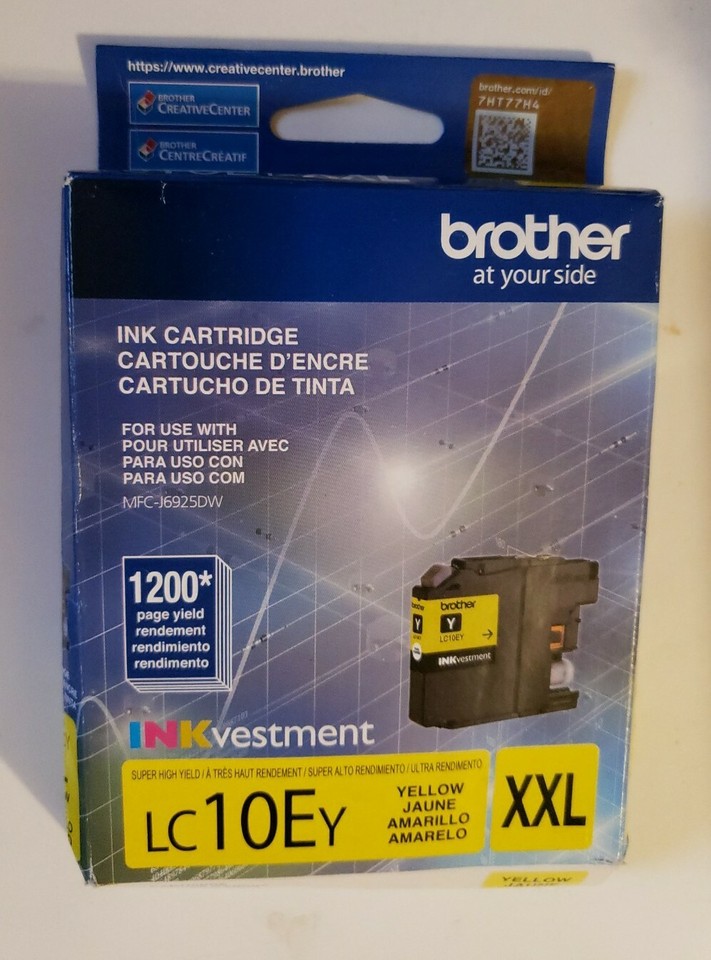 https://www.creativecenter.brother
BROTHER
CREATIVECENTER
BROTHER
CENTRECRÉATIF
brother.com/id/
7HT77H4
brother
at your side
INK CARTRIDGE
CARTOUCHE D'ENCRE
CARTUCHO DE TINTA
FOR USE WITH
POUR UTILISER AVEC
PARA USO CON
PARA USO COM
MFC-J6925DW
1200*
page yield
rendement
rendimiento
rendimento
brother
Y
Y
LC10EY
INKvestment
INKvestment
SUPER HIGH YIELD / À TRÈS HAUT RENDEMENT / SUPER ALTO RENDIMIENTO / ULTRA RENDIMENTO
LC10EY
YELLOW
JAUNE
AMARILLO
AMARELO
XXL
YELLOW
JAUNE